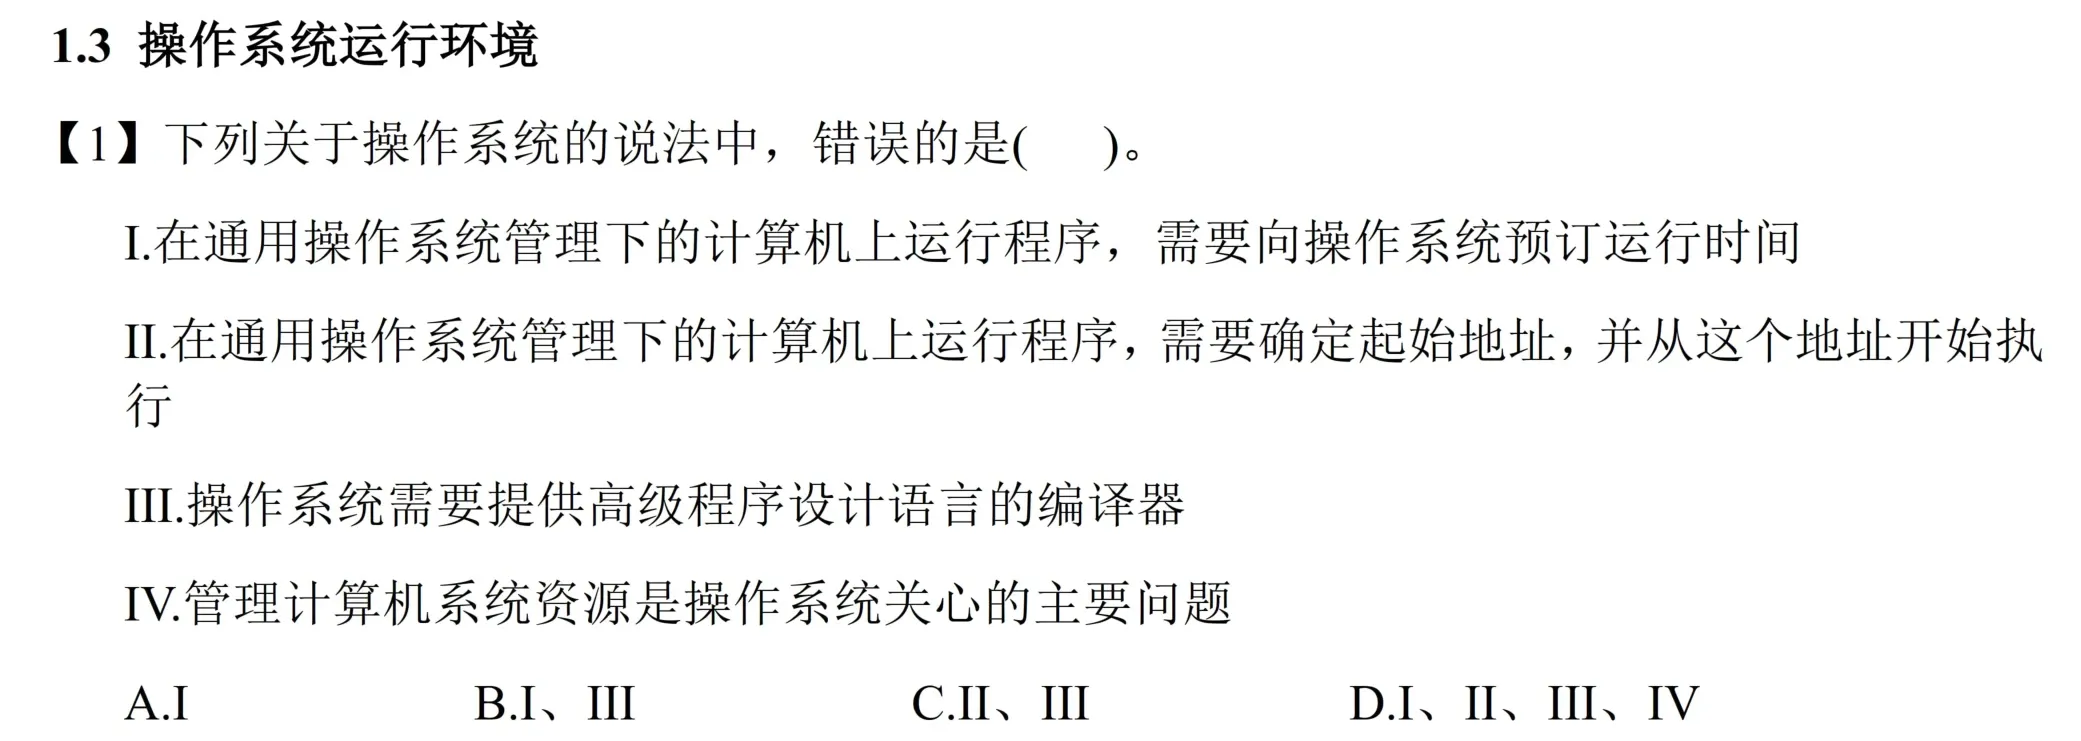 1.3 操作系统运行环境
【1】下列关于操作系统的说法中，错误的是(    )。
I.在通用操作系统管理下的计算机上运行程序，需要向操作系统预订运行时间
II.在通用操作系统管理下的计算机上运行程序，需要确定起始地址，并从这个地址开始执
行
III.操作系统需要提供高级程序设计语言的编译器
IV.管理计算机系统资源是操作系统关心的主要问题
A.I    B.I、III    C.II、III    D.I、II、III、IV